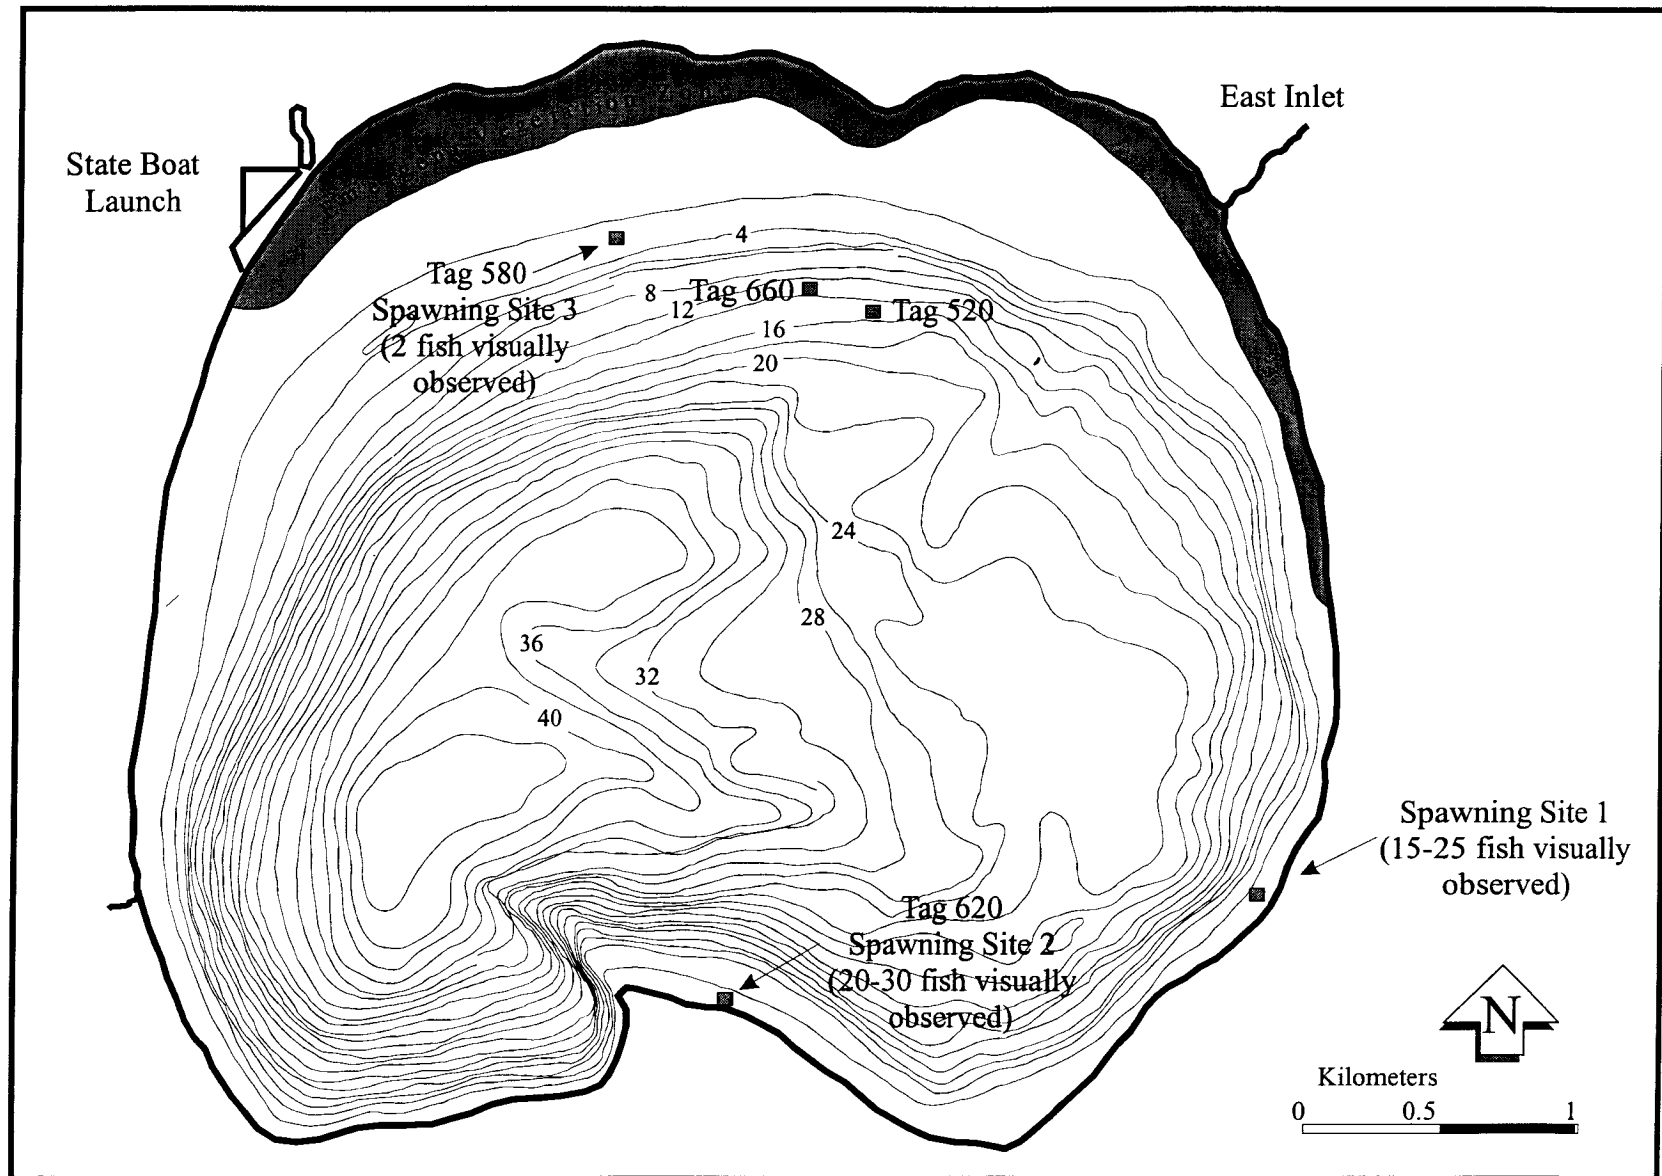 East Inlet
State Boat
Launch
Vegetation Zone
4
Tag 580
8
Tag 660
Spawning Site 3
12
Tag 520
(2 fish visually
16
observed)
20
24
28
36
32
40
Spawning Site 1
(15-25 fish visually
observed)
Tag 620
Spawning Site 2
(20-30 fish visually
observed)
N
Kilometers
0 0.5 1